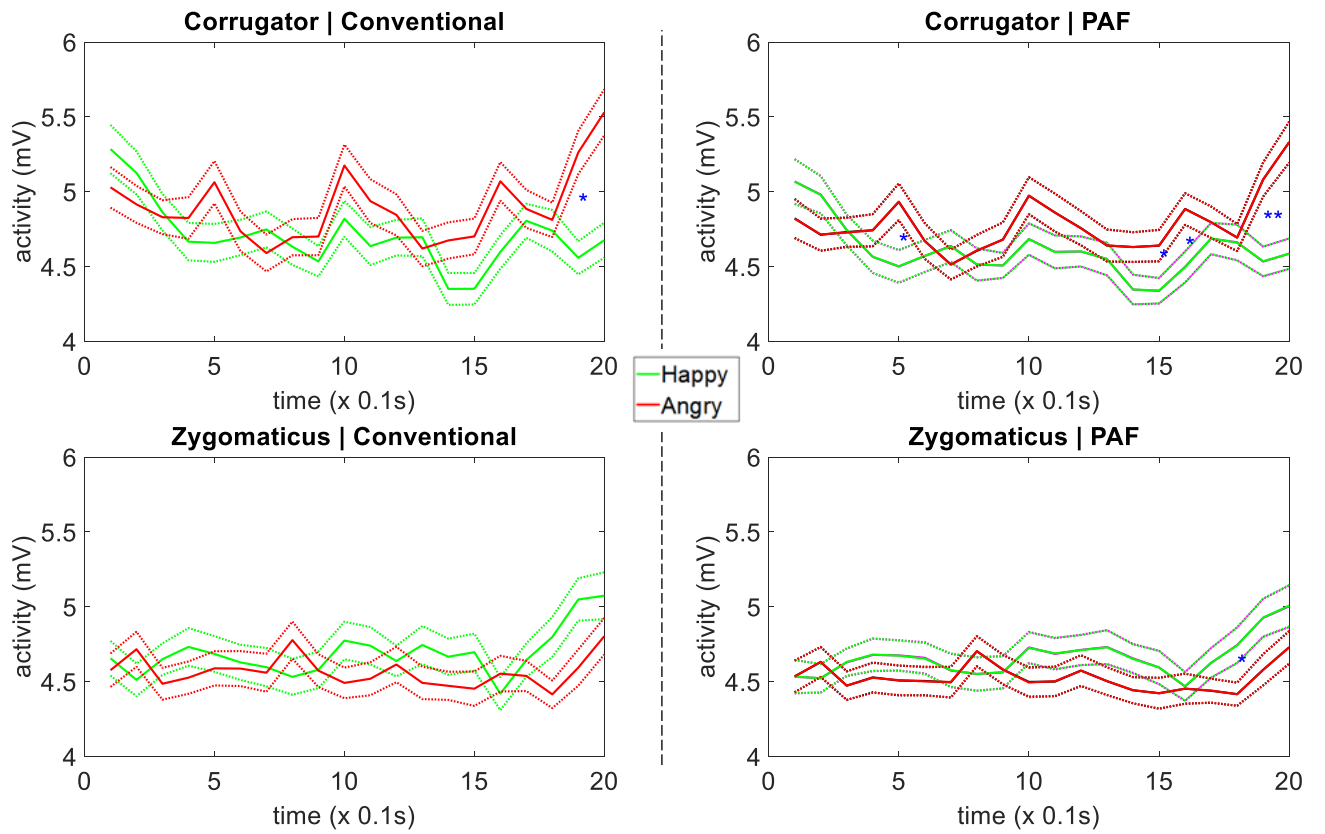 Corrugator | Conventional
6
5.5
5
4.5
4
activity (mV)
0 5 10 15 20
time (x 0.1s)
*
Corrugator | PAF
6
5.5
5
4.5
4
activity (mV)
0 5 10 15 20
time (x 0.1s)
* * * **
Happy
Angry
Zygomaticus | Conventional
6
5.5
5
4.5
4
activity (mV)
0 5 10 15 20
time (x 0.1s)
Zygomaticus | PAF
6
5.5
5
4.5
4
activity (mV)
0 5 10 15 20
time (x 0.1s)
*